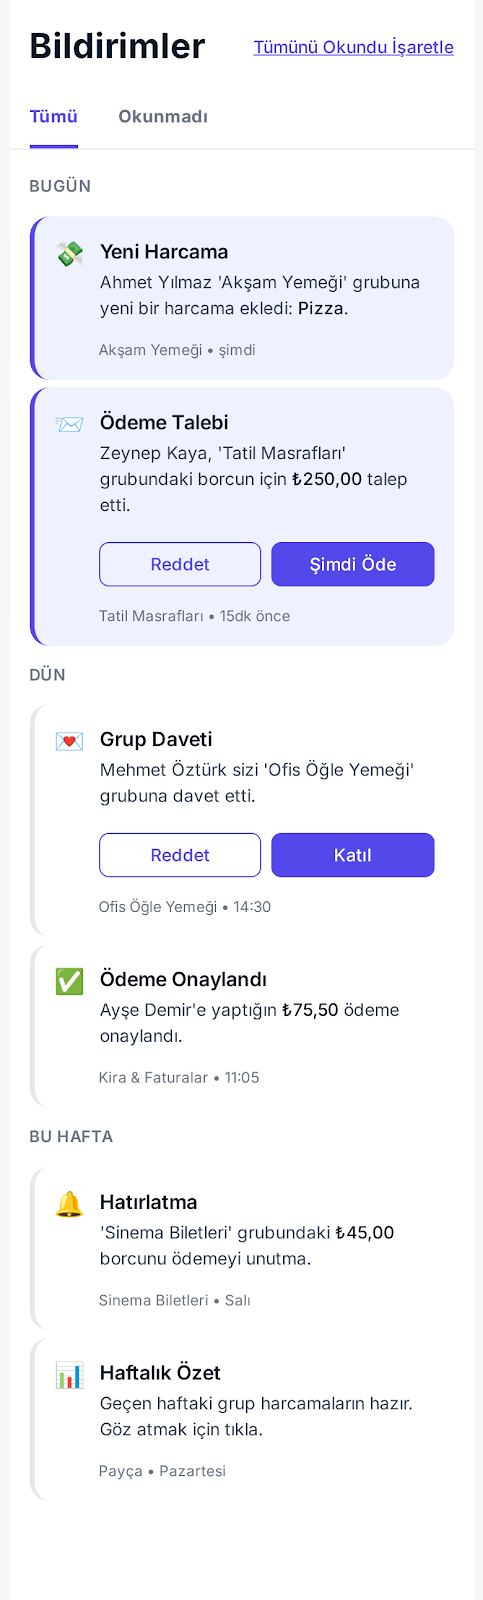 Bildirimler
Tümünü Okundu İşaretle
Tümü
Okunmadı
BUGÜN
Yeni Harcama
Ahmet Yılmaz 'Akşam Yemeği' grubuna
yeni bir harcama ekledi: Pizza.
Akşam Yemeği • şimdi
Ödeme Talebi
Zeynep Kaya, 'Tatil Masrafları'
grubundaki borcun için ₺250,00 talep
etti.
Reddet
Şimdi Öde
Tatil Masrafları • 15dk önce
DÜN
Grup Daveti
Mehmet Öztürk sizi 'Ofis Öğle Yemeği'
grubuna davet etti.
Reddet
Katıl
Ofis Öğle Yemeği • 14:30
Ödeme Onaylandı
Ayşe Demir'e yaptığın ₺75,50 ödeme
onaylandı.
Kira & Faturalar • 11:05
BU HAFTA
Hatırlatma
'Sinema Biletleri' grubundaki ₺45,00
borcunu ödemeyi unutma.
Sinema Biletleri • Salı
Haftalık Özet
Geçen haftaki grup harcamaların hazır.
Göz atmak için tıkla.
Payça • Pazartesi